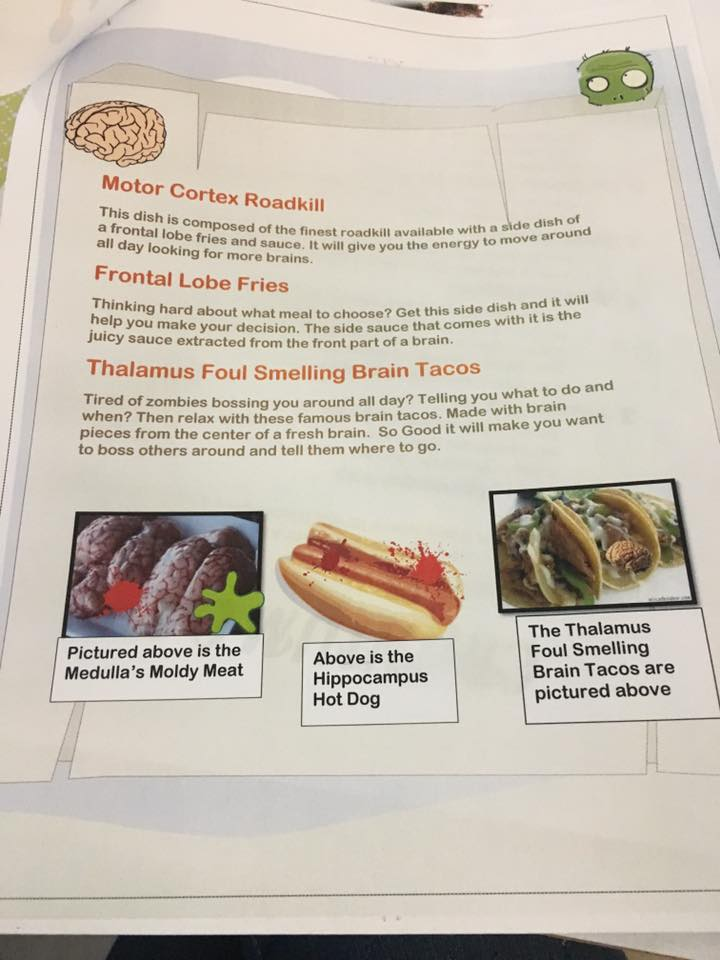 Motor Cortex Roadkill
This dish is composed of the finest roadkill available with a side dish of
a frontal lobe fries and sauce. It will give you the energy to move around
all day looking for more brains.
Frontal Lobe Fries
Thinking hard about what meal to choose? Get this side dish and it will
help you make your decision. The side sauce that comes with it is the
juicy sauce extracted from the front part of a brain.
Thalamus Foul Smelling Brain Tacos
Tired of zombies bossing you around all day? Telling you what to do and
when? Then relax with these famous brain tacos. Made with brain
pieces from the center of a fresh brain. So Good it will make you want
to boss others around and tell them where to go.
Pictured above is the
Medulla's Moldy Meat
Above is the
Hippocampus
Hot Dog
The Thalamus
Foul Smelling
Brain Tacos are
pictured above